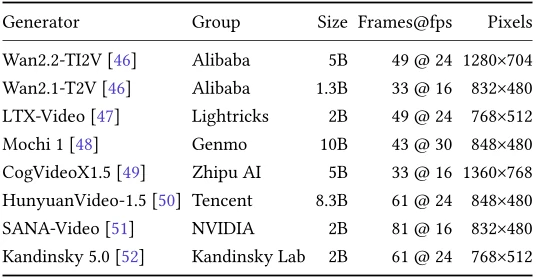 Generator Group Size Frames@fps Pixels
Wan2.2-TI2V [46] Alibaba 5B 49 @ 24 1280×704
Wan2.1-T2V [46] Alibaba 1.3B 33 @ 16 832×480
LTX-Video [47] Lightricks 2B 49 @ 24 768×512
Mochi 1 [48] Genmo 10B 43 @ 30 848×480
CogVideoX1.5 [49] Zhipu AI 5B 33 @ 16 1360×768
HunyuanVideo-1.5 [50] Tencent 8.3B 61 @ 24 848×480
SANA-Video [51] NVIDIA 2B 81 @ 16 832×480
Kandinsky 5.0 [52] Kandinsky Lab 2B 61 @ 24 768×512